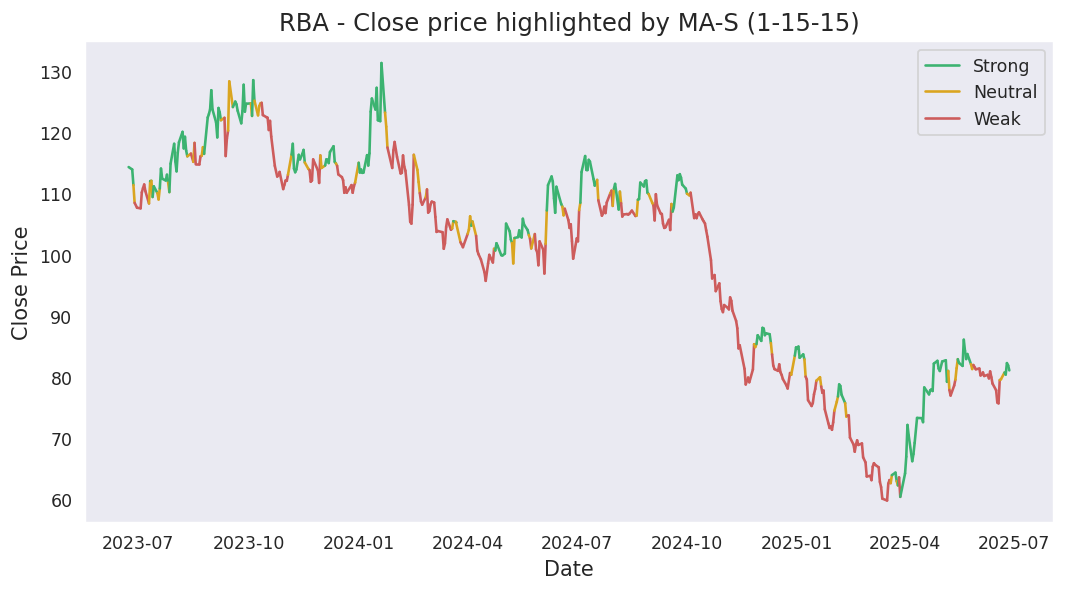 RBA - Close price highlighted by MA-S (1-15-15)
Strong
Neutral
Weak
Close Price
130
120
110
100
90
80
70
60
2023-07 2023-10 2024-01 2024-04 2024-07 2024-10 2025-01 2025-04 2025-07
Date